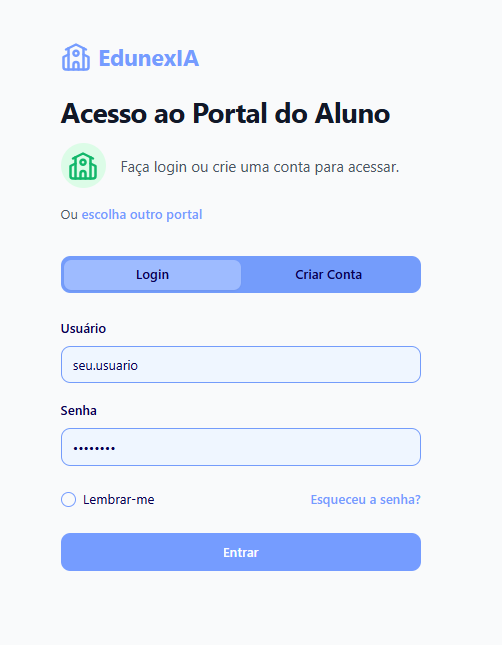 EdunexIA
Acesso ao Portal do Aluno
Faça login ou crie uma conta para acessar.
Ou escolha outro portal
Login Criar Conta
Usuário
seu.usuario
Senha
••••••••
Lembrar-me Esqueceu a senha?
Entrar